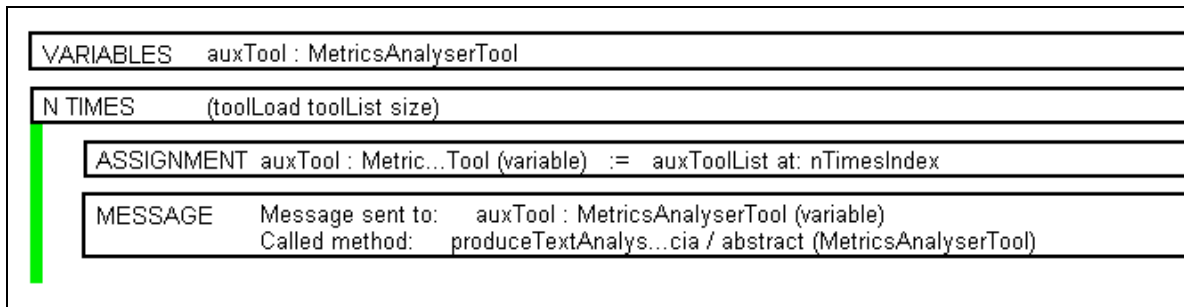 VARIABLES auxTool : MetricsAnalyserTool
N TIMES (toolLoad toolList size)
ASSIGNMENT auxTool : Metric...Tool (variable) := auxToolList at: nTimesIndex
MESSAGE Message sent to: auxTool : MetricsAnalyserTool (variable)
Called method: produceTextAnalys...cia / abstract (MetricsAnalyserTool)